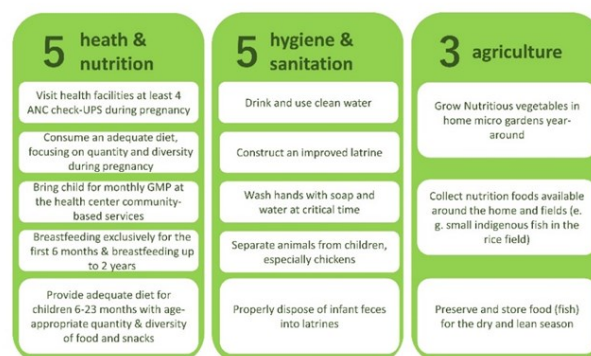 5 heath &
nutrition
Visit health facilities at least 4
ANC check-UPS during pregnancy
Consume an adequate diet,
focusing on quantity and diversity
during pregnancy
Bring child for monthly GMP at
the health center community-
based services
Breastfeeding exclusively for the
first 6 months & breastfeeding up
to 2 years
Provide adequate diet for
children 6-23 months with age-
appropriate quantity & diversity
of food and snacks
5 hygiene &
sanitation
Drink and use clean water
Construct an improved latrine
Wash hands with soap and
water at critical time
Separate animals from children,
especially chickens
Properly dispose of infant feces
into latrines
3 agriculture
Grow Nutritious vegetables in
home micro gardens year-
around
Collect nutrition foods available
around the home and fields (e.
g. small indigenous fish in the
rice field)
Preserve and store food (fish)
for the dry and lean season